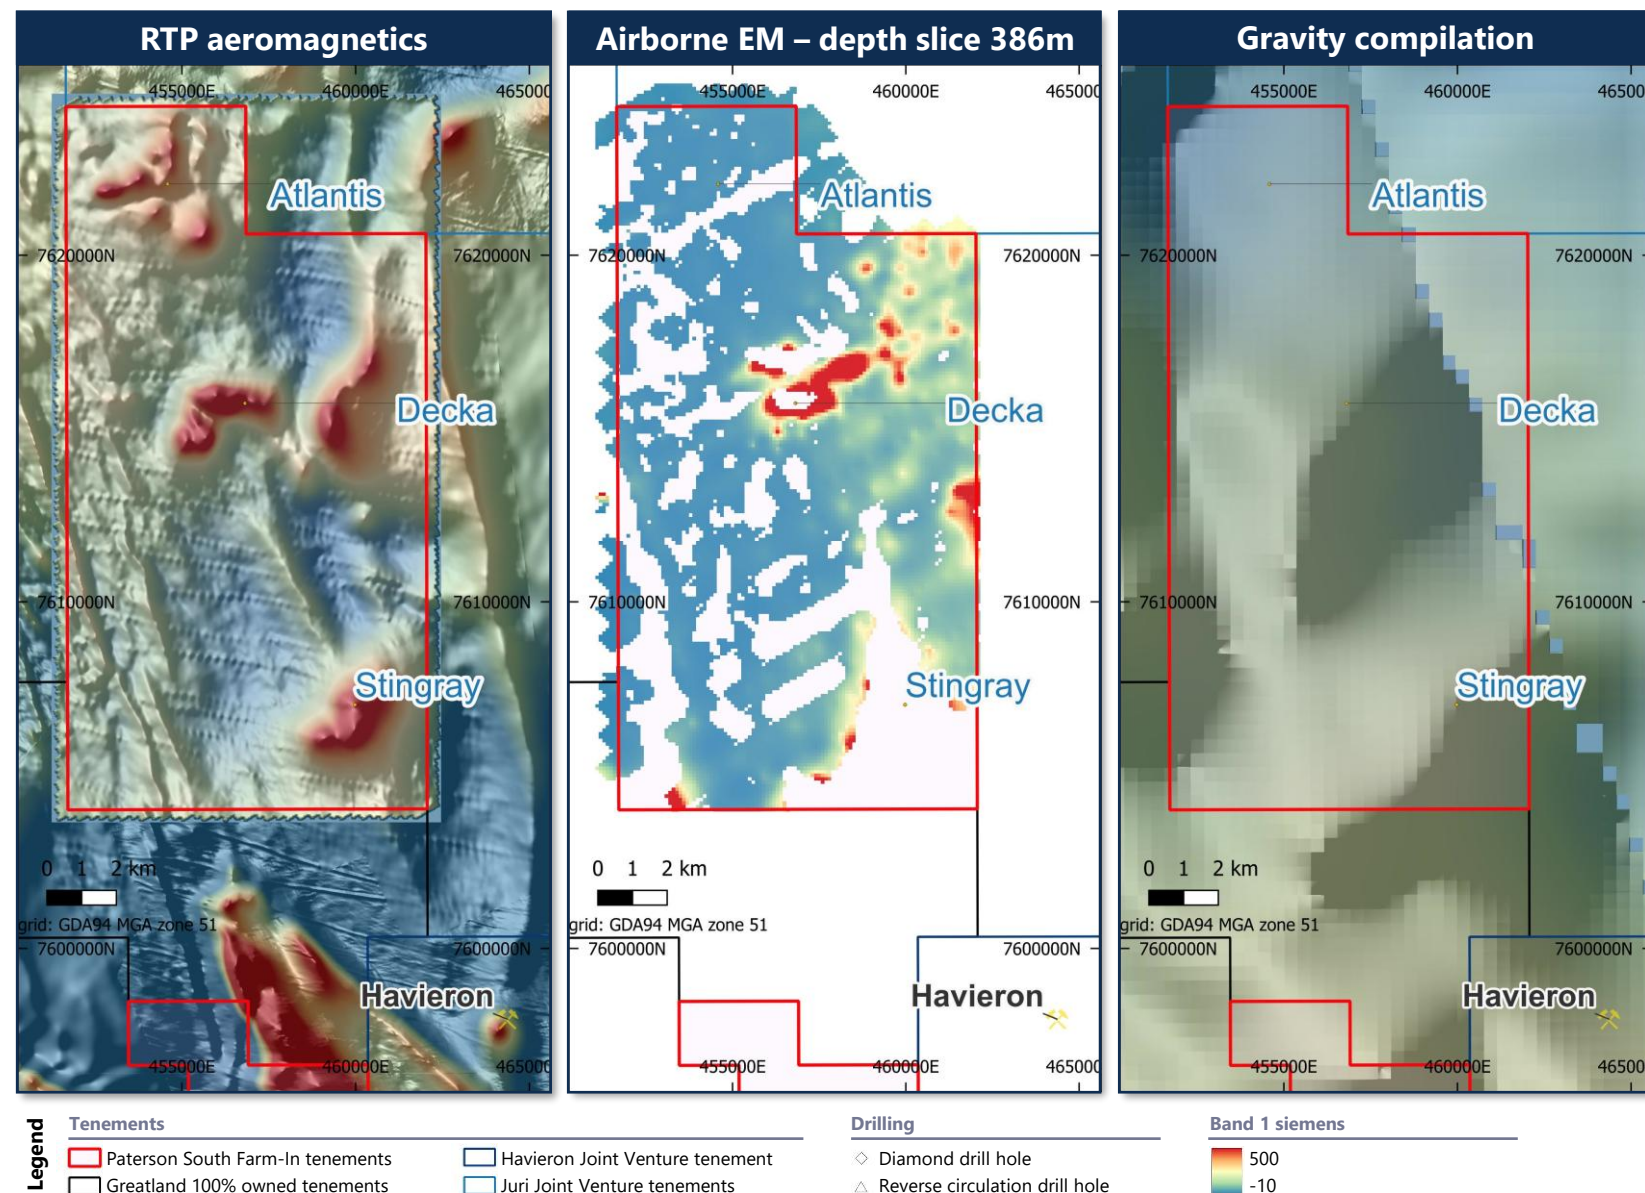 RTP aeromagnetics
455000E 460000E 46500
Atlantis
7620000N 7620000N
Decka
7610000N 7610000N
Stingray
0 1 2 km
grid: GDA94 MGA zone 51
7600000N 7600000N
Havieron
455000E 460000E 46500
Airborne EM – depth slice 386m
455000E 460000E 46500
Atlantis
7620000N 7620000N
Decka
7610000N 7610000N
Stingray
0 1 2 km
grid: GDA94 MGA zone 51
7600000N 7600000N
Havieron
455000E 460000E 46500
Gravity compilation
455000E 460000E 4650
Atlantis
7620000N 7620000N
Decka
7610000N 7610000N
Stingray
0 1 2 km
grid: GDA94 MGA zone 51
7600000N 7600000N
Havieron
455000E 460000E 4650
Legend
Tenements
Paterson South Farm-In tenements
Greatland 100% owned tenements
Havieron Joint Venture tenement
Juri Joint Venture tenements
Drilling
Diamond drill hole
Reverse circulation drill hole
Band 1 siemens
500
-10